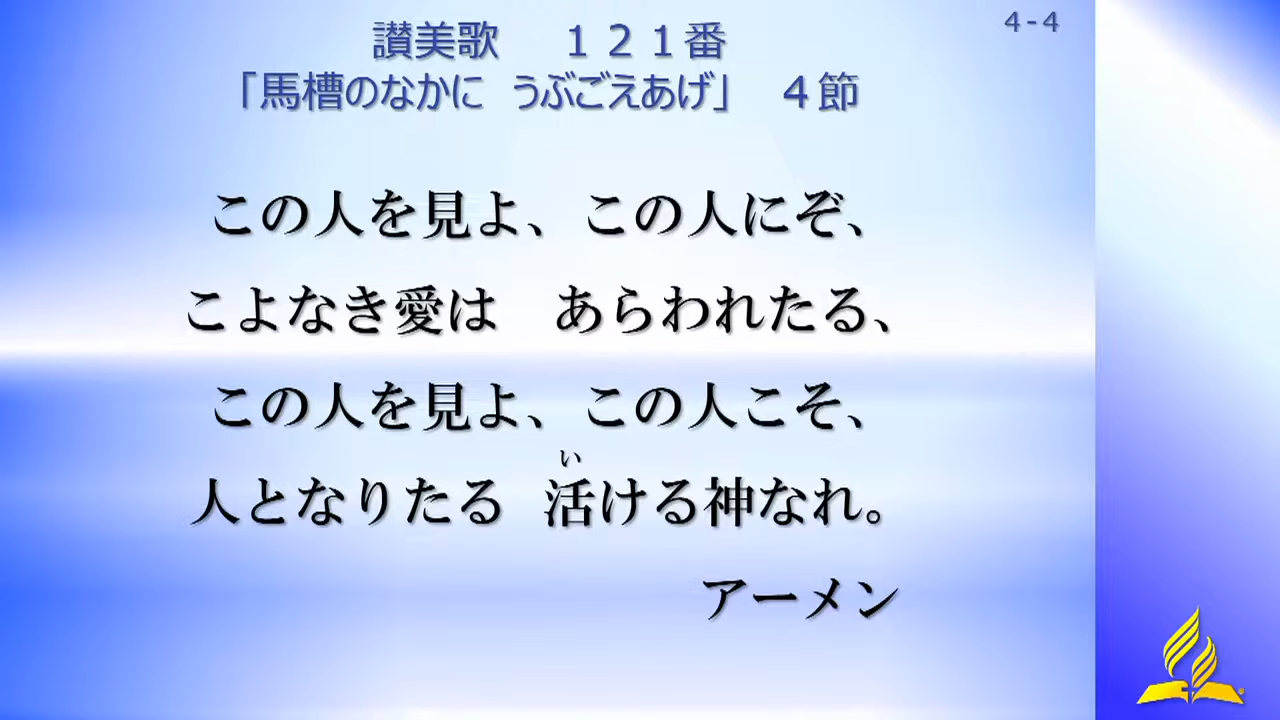 4-4
讃美歌　１２１番
「馬槽のなかに　うぶごえあげ」　４節
この人を見よ、この人にぞ、
こよなき愛は　あらわれたる、
この人を見よ、この人こそ、
い
人となりたる　活ける神なれ。
アーメン